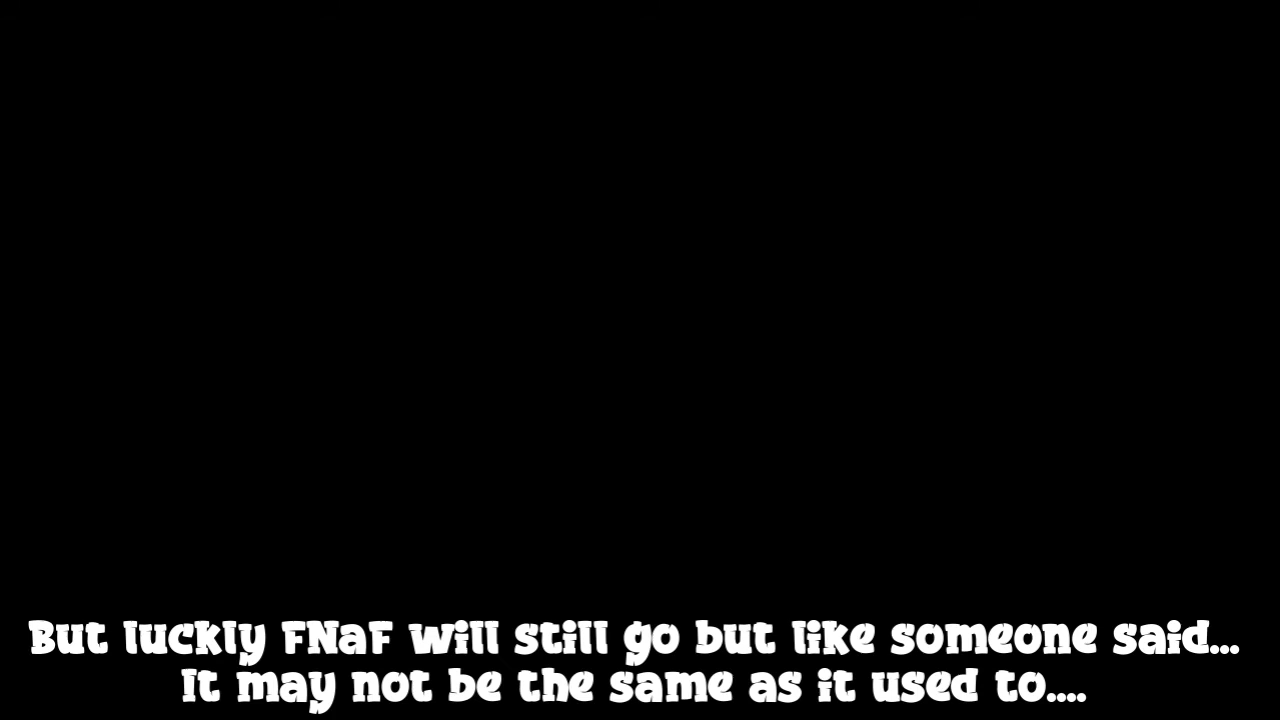 But luckly FNaF will still go but like someone said...
It may not be the same as it used to....